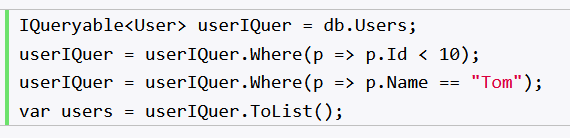 IQueryable<User> userIQuer = db.Users;
userIQuer = userIQuer.Where(p => p.Id < 10);
userIQuer = userIQuer.Where(p => p.Name == "Tom");
var users = userIQuer.ToList();